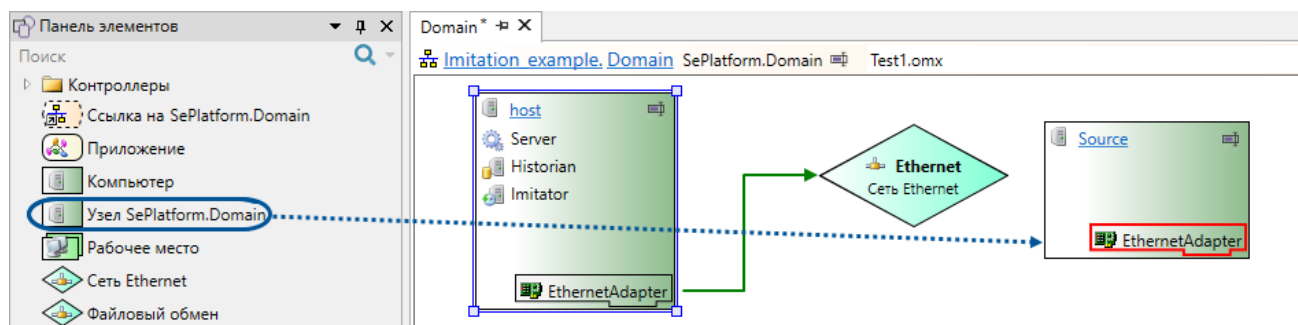 Панель элементов
Поиск
Контроллеры
Ссылка на SePlatform.Domain
Приложение
Компьютер
Узел SePlatform.Domain
Рабочее место
Сеть Ethernet
Файловый обмен
Domain*
Imitation_example. Domain SePlatform.Domain Test1.omx
host
Server
Historian
Imitator
EthernetAdapter
Ethernet
Сеть Ethernet
Source
EthernetAdapter